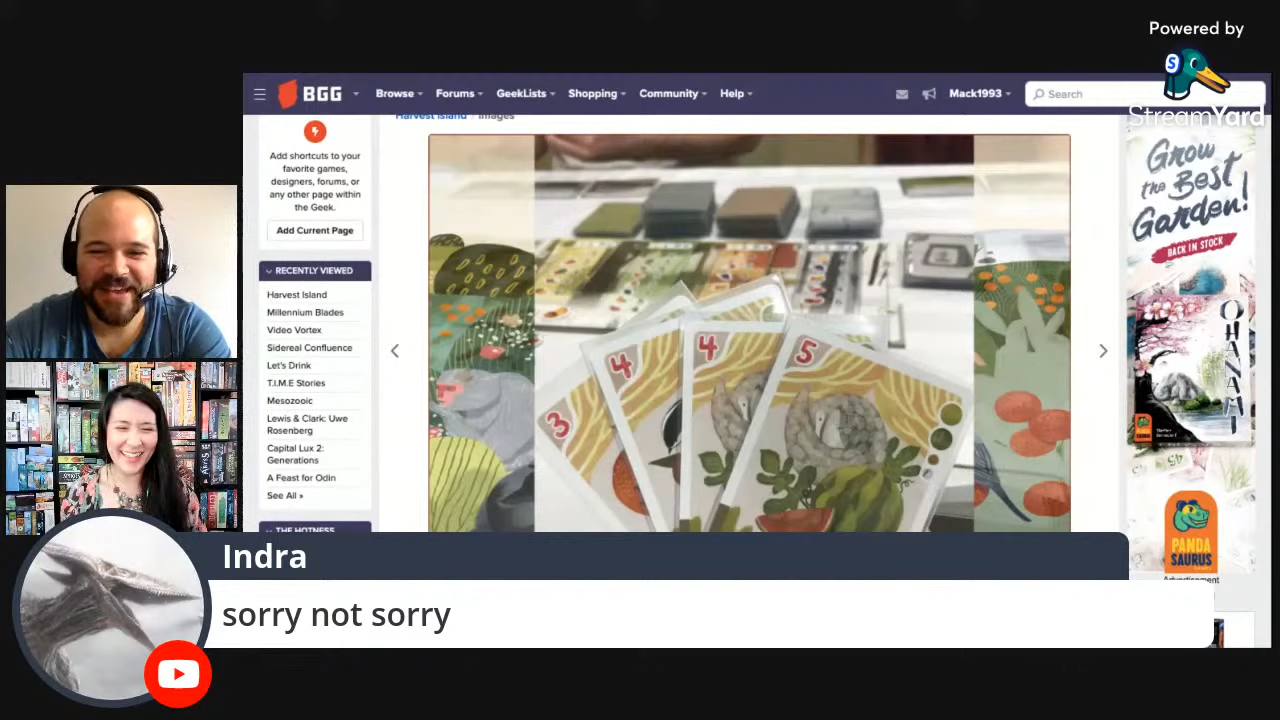 Powered by
StreamYard
BGG
Browse
Forums
GeekLists
Shopping
Community
Help
Mack1993
Search
Harvest Island / Images
Add shortcuts to your
favorite games,
designers, forums, or
any other page within
the Geek.
Add Current Page
RECENTLY VIEWED
Harvest Island
Millennium Blades
Video Vortex
Sidereal Confluence
Let's Drink
T.I.M.E Stories
Mesozooic
Lewis & Clark: Uwe
Rosenberg
Capital Lux 2:
Generations
A Feast for Odin
See All »
THE HOTNESS
3
4
4
5
Grow
the Best
Garden!
BACK IN STOCK
OHANAMI
PANDA
SAURUS
Advertisement
Indra
sorry not sorry